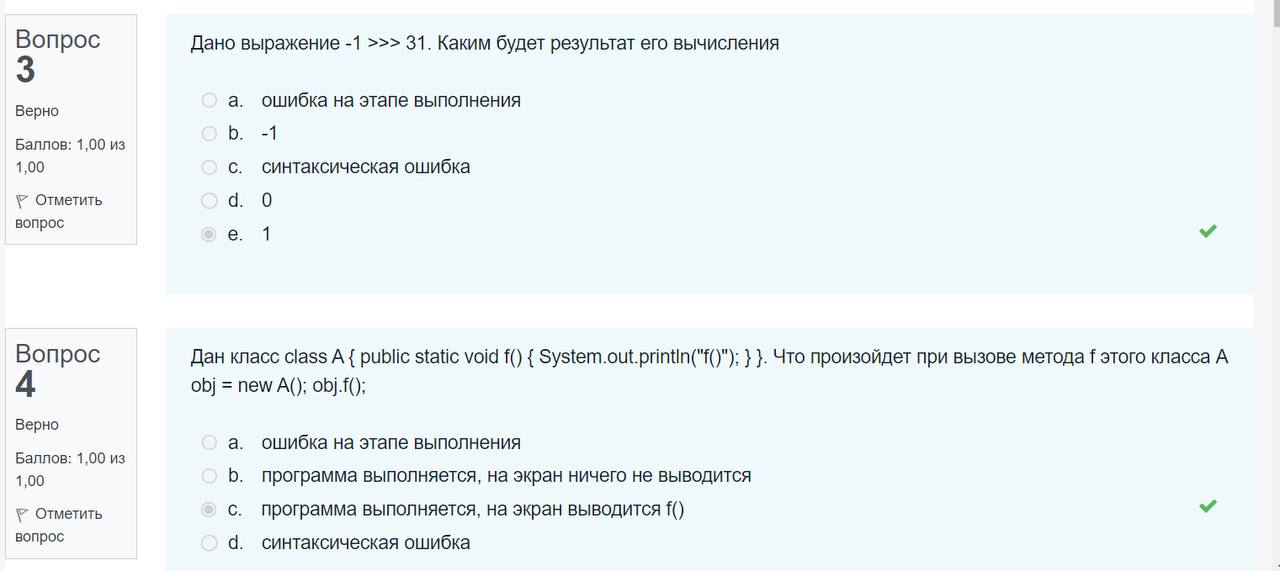 Вопрос
3
Верно
Баллов: 1,00 из
1,00
Отметить
вопрос
Дано выражение -1 >>> 31. Каким будет результат его вычисления
a. ошибка на этапе выполнения
b. -1
c. синтаксическая ошибка
d. 0
e. 1
Вопрос
4
Верно
Баллов: 1,00 из
1,00
Отметить
вопрос
Дан класс class A { public static void f() { System.out.println("f()"); } }. Что произойдет при вызове метода f этого класса A
obj = new A(); obj.f();
a. ошибка на этапе выполнения
b. программа выполняется, на экран ничего не выводится
c. программа выполняется, на экран выводится f()
d. синтаксическая ошибка